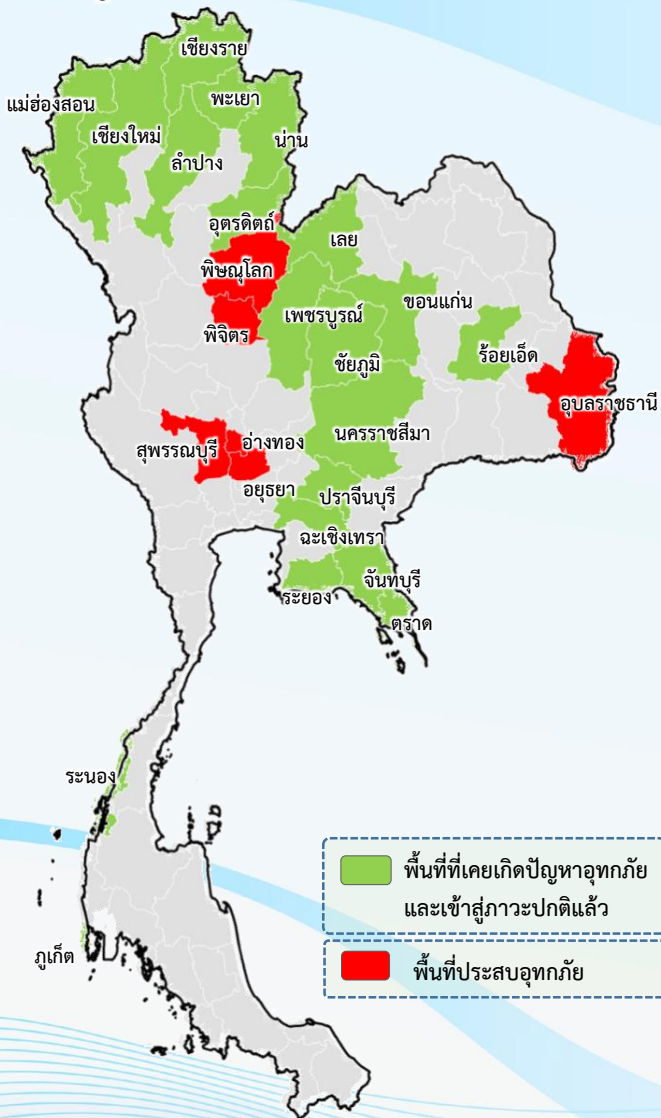 เชียงราย
พะเยา
แม่ฮ่องสอน
เชียงใหม่
น่าน
ลำปาง
อุตรดิตถ์
เลย
พิษณุโลก
ขอนแก่น
เพชรบูรณ์
พิจิตร
ร้อยเอ็ด
ชัยภูมิ
อุบลราชธานี
นครราชสีมา
อ่างทอง
สุพรรณบุรี
อยุธยา
ปราจีนบุรี
ฉะเชิงเทรา
จันทบุรี
ระยอง
ตราด
ระนอง
ภูเก็ต
พื้นที่ที่เคยเกิดปัญหาอุทกภัย
และเข้าสู่ภาวะปกติแล้ว
พื้นที่ประสบอุทกภัย